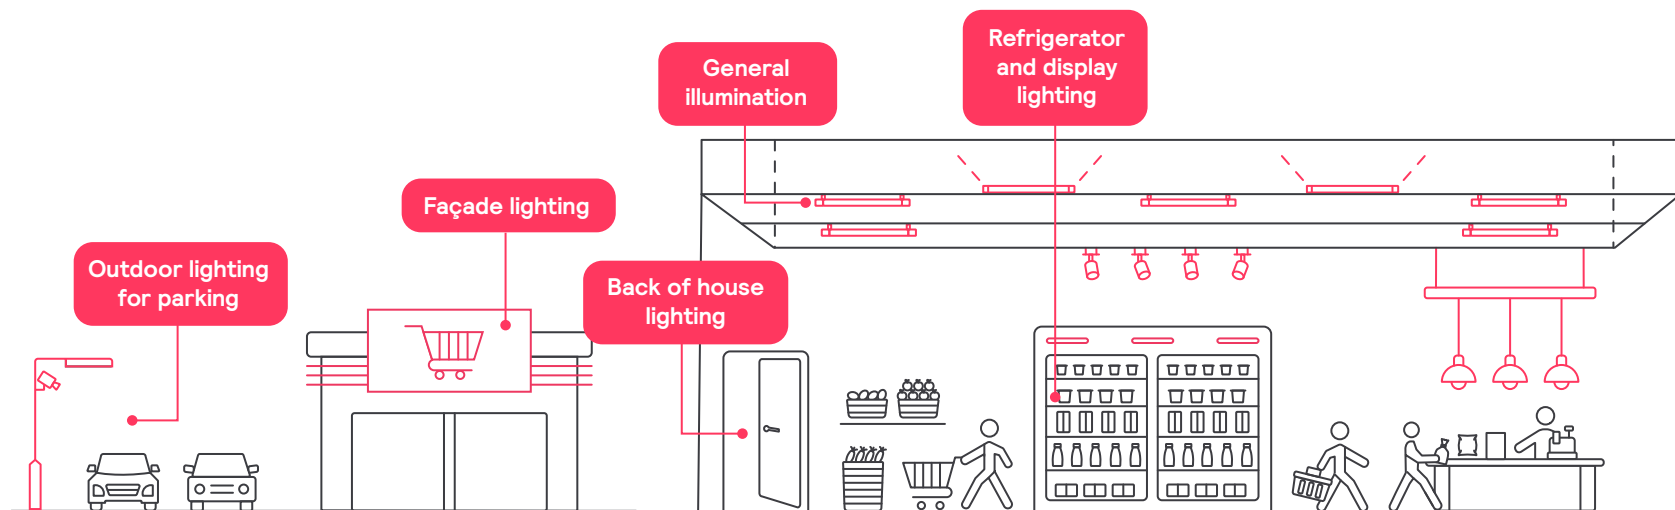 Outdoor lighting
for parking
Façade lighting
Back of house
lighting
General
illumination
Refrigerator
and display
lighting